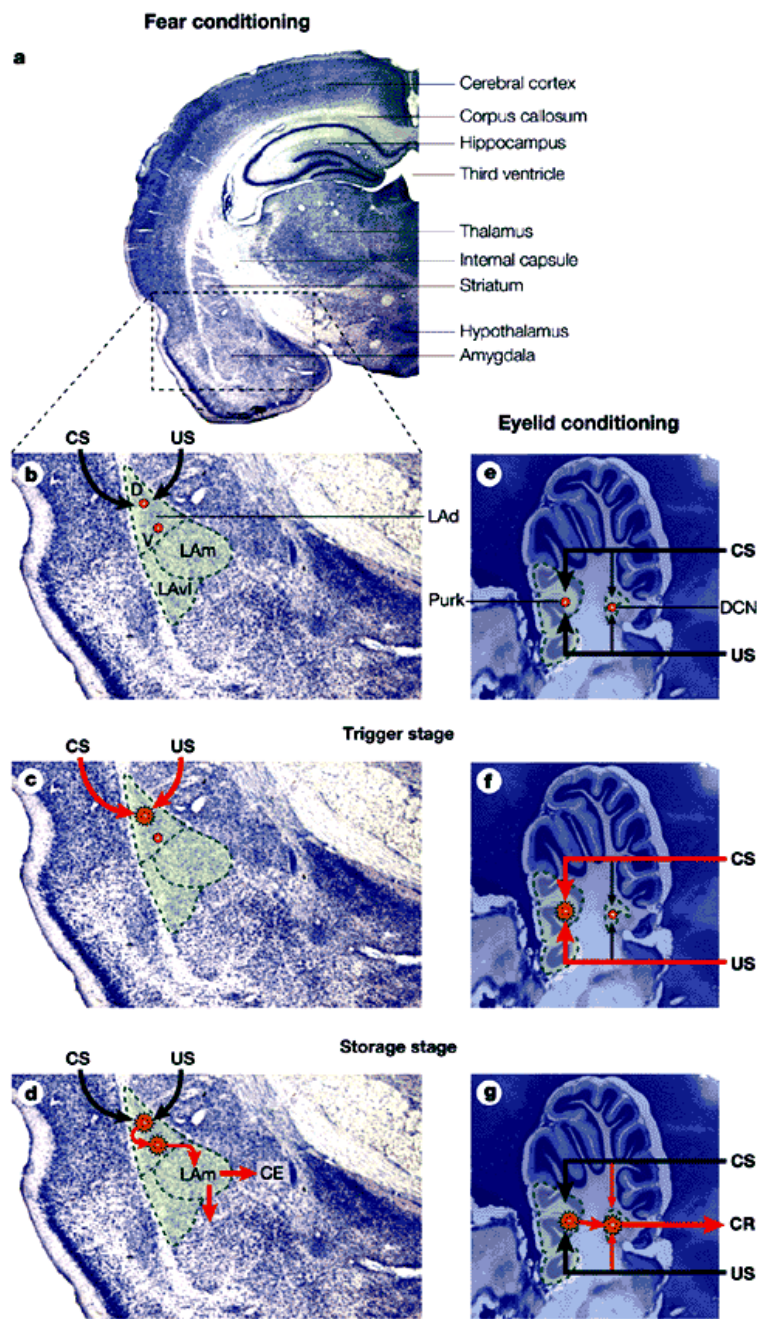 Fear conditioning
a
Cerebral cortex
Corpus callosum
Hippocampus
Third ventricle
Thalamus
Internal capsule
Striatum
Hypothalamus
Amygdala
Eyelid conditioning
CS US
b
D
V
LAm
LAvl
LAd
e
CS
Purk
DCN
US
Trigger stage
CS US
c
f
CS
US
Storage stage
CS US
d
LAm CE
g
CS
CR
US